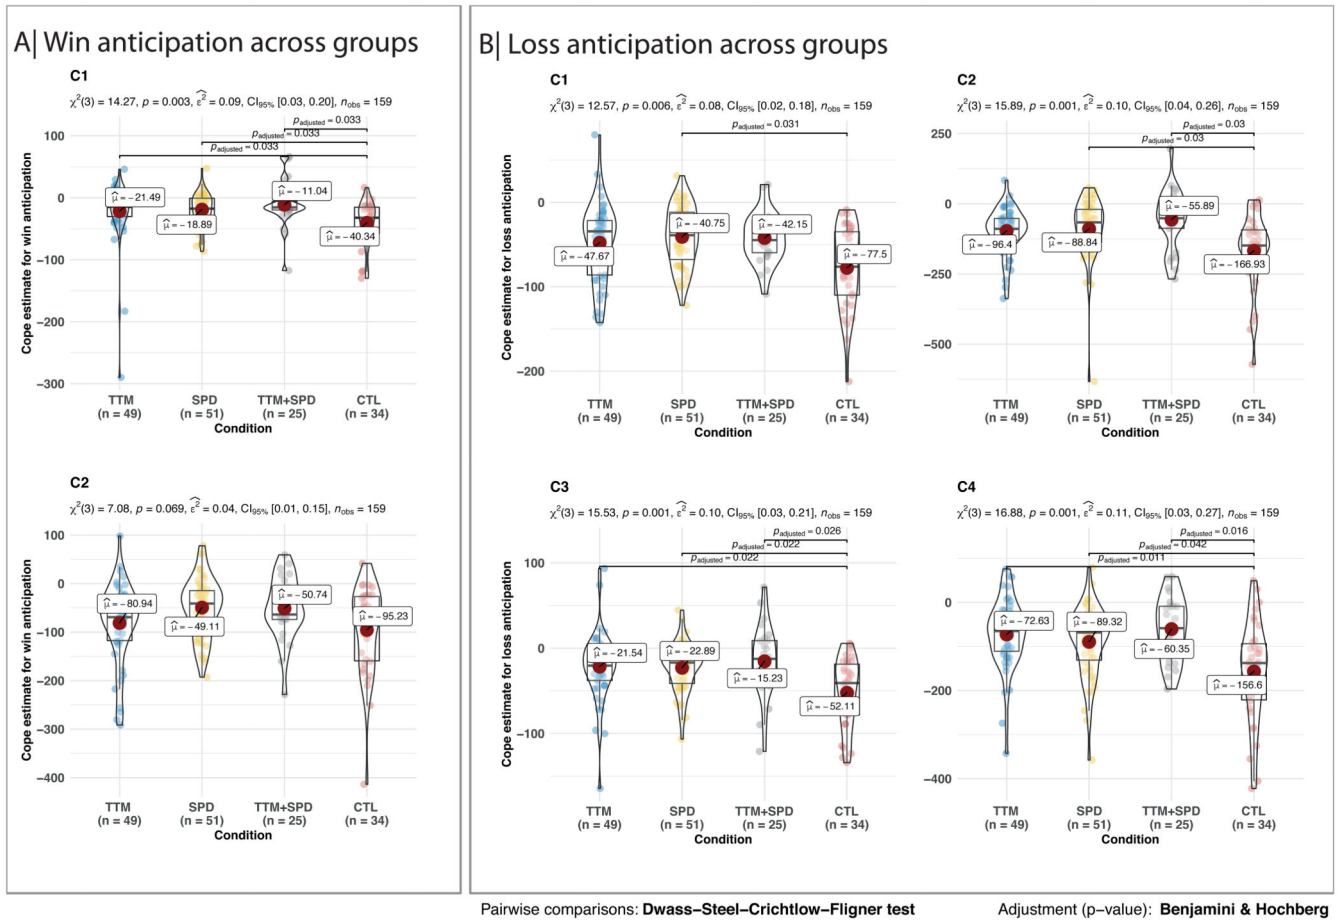 A| Win anticipation across groups
C1
χ²(3) = 14.27, p = 0.003, ε̂² = 0.09, CI95% [0.03, 0.20], nobs = 159
padjusted = 0.033
padjusted = 0.033
padjusted = 0.033
Cope estimate for win anticipation
100
0
−100
−200
−300
μ̂ = −21.49
μ̂ = −18.89
μ̂ = −11.04
μ̂ = −40.34
TTM SPD TTM+SPD CTL
(n = 49) (n = 51) (n = 25) (n = 34)
Condition
C2
χ²(3) = 7.08, p = 0.069, ε̂² = 0.04, CI95% [0.01, 0.15], nobs = 159
Cope estimate for win anticipation
100
0
−100
−200
−300
−400
μ̂ = −80.94
μ̂ = −49.11
μ̂ = −50.74
μ̂ = −95.23
TTM SPD TTM+SPD CTL
(n = 49) (n = 51) (n = 25) (n = 34)
Condition
B| Loss anticipation across groups
C1
χ²(3) = 12.57, p = 0.006, ε̂² = 0.08, CI95% [0.02, 0.18], nobs = 159
padjusted = 0.031
Cope estimate for loss anticipation
0
−100
−200
μ̂ = −47.67
μ̂ = −40.75
μ̂ = −42.15
μ̂ = −77.5
TTM SPD TTM+SPD CTL
(n = 49) (n = 51) (n = 25) (n = 34)
Condition
C2
χ²(3) = 15.89, p = 0.001, ε̂² = 0.10, CI95% [0.04, 0.26], nobs = 159
padjusted = 0.03
padjusted = 0.03
250
0
−250
−500
μ̂ = −96.4
μ̂ = −88.84
μ̂ = −55.89
μ̂ = −166.93
TTM SPD TTM+SPD CTL
(n = 49) (n = 51) (n = 25) (n = 34)
Condition
C3
χ²(3) = 15.53, p = 0.001, ε̂² = 0.10, CI95% [0.03, 0.21], nobs = 159
padjusted = 0.026
padjusted = 0.022
padjusted = 0.022
Cope estimate for loss anticipation
100
0
−100
μ̂ = −21.54
μ̂ = −22.89
μ̂ = −15.23
μ̂ = −52.11
TTM SPD TTM+SPD CTL
(n = 49) (n = 51) (n = 25) (n = 34)
Condition
C4
χ²(3) = 16.88, p = 0.001, ε̂² = 0.11, CI95% [0.03, 0.27], nobs = 159
padjusted = 0.016
padjusted = 0.042
padjusted = 0.011
0
−200
−400
μ̂ = −72.63
μ̂ = −89.32
μ̂ = −60.35
μ̂ = −156.6
TTM SPD TTM+SPD CTL
(n = 49) (n = 51) (n = 25) (n = 34)
Condition
Pairwise comparisons: Dwass−Steel−Crichtlow−Fligner test Adjustment (p−value): Benjamini & Hochberg